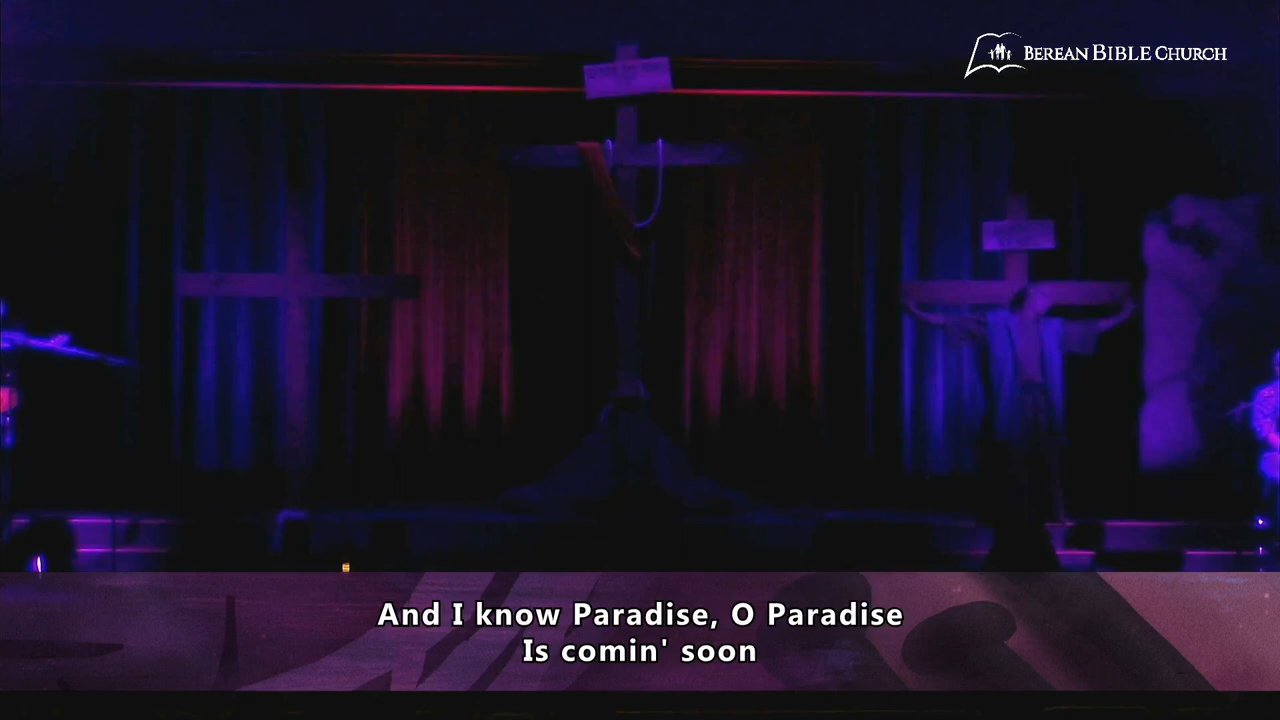 BEREAN BIBLE CHURCH
And I know Paradise, O Paradise
Is comin' soon